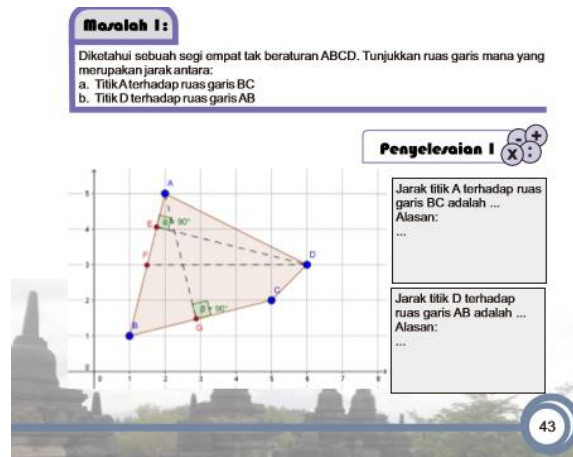 Masalah 1:
Diketahui sebuah segi empat tak beraturan ABCD. Tunjukkan ruas garis mana yang
merupakan jarak antara:
a. Titik A terhadap ruas garis BC
b. Titik D terhadap ruas garis AB
Penyelesaian 1
- +
x :
Jarak titik A terhadap ruas
garis BC adalah ...
Alasan:
...
Jarak titik D terhadap
ruas garis AB adalah ...
Alasan:
...
A
5
E
= 90°
4
F
D
3
C
2
= 90°
B
G
1
0
0 1 2 3 4 5 6 7 8
43